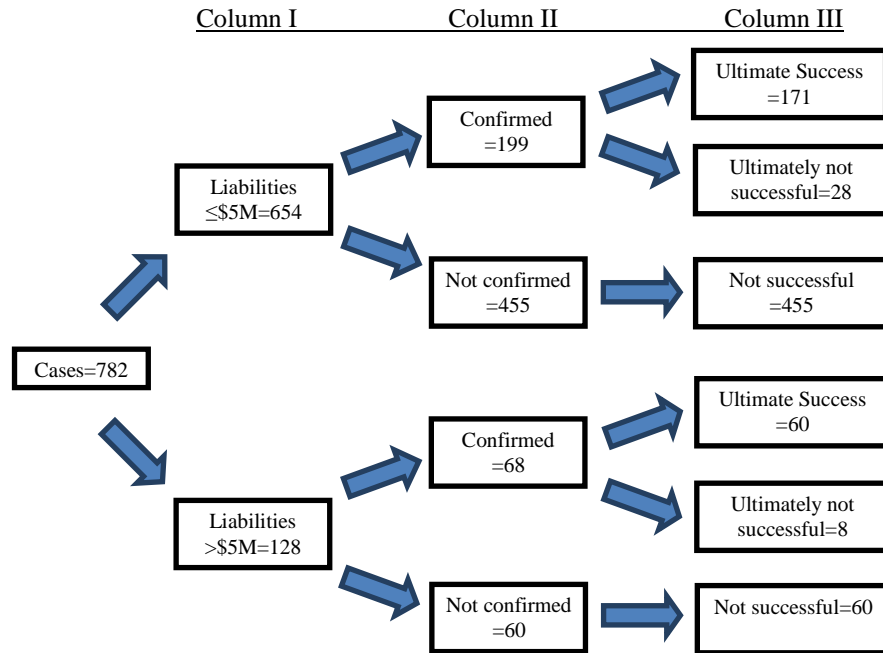 Column I
Column II
Column III
Ultimate Success
=171
Confirmed
=199
Ultimately not
successful=28
Liabilities
≤$5M=654
Not confirmed
=455
Not successful
=455
Cases=782
Ultimate Success
=60
Confirmed
=68
Ultimately not
successful=8
Liabilities
>$5M=128
Not confirmed
=60
Not successful=60